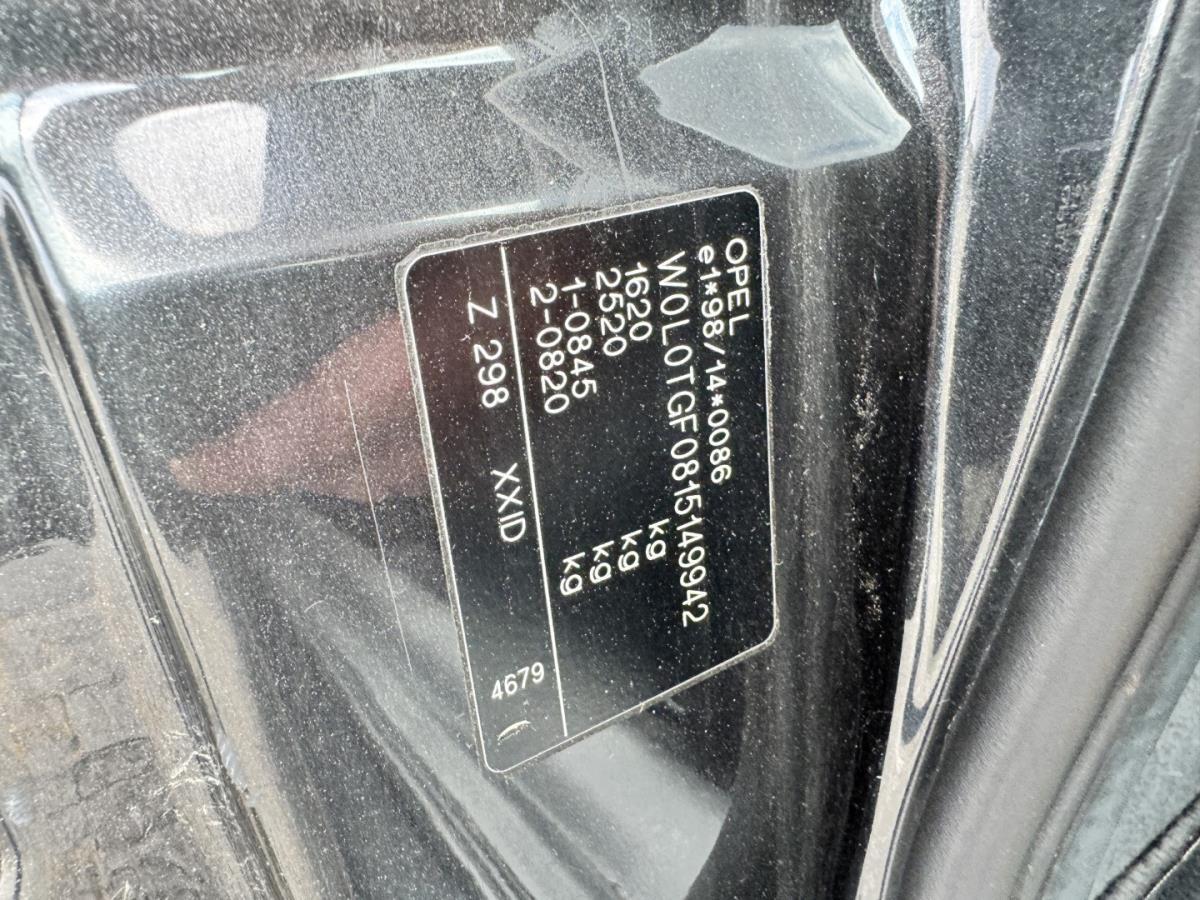 OPEL
e1*98/14*0086
W0L0TGF0815149942
1620 kg
2520 kg
1-0845 kg
2-0820 kg
Z 298 XXID 4679